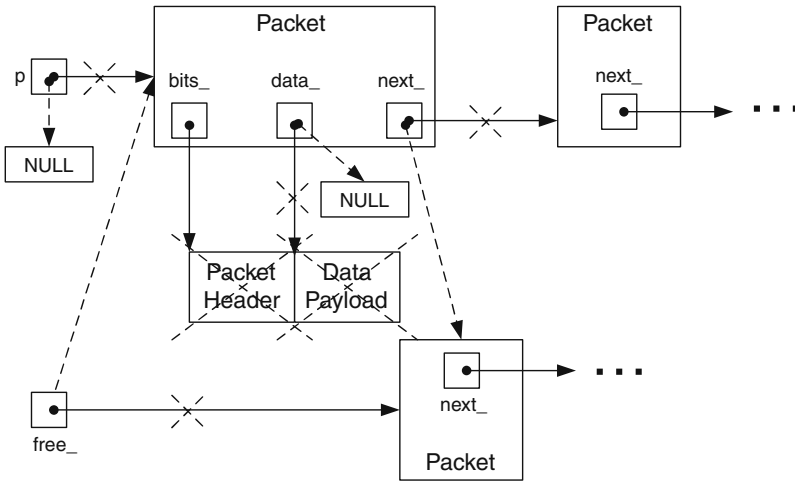 Packet
Packet
p
bits_
data_
next_
next_
NULL
NULL
Packet
Header
Data
Payload
next_
free_
Packet